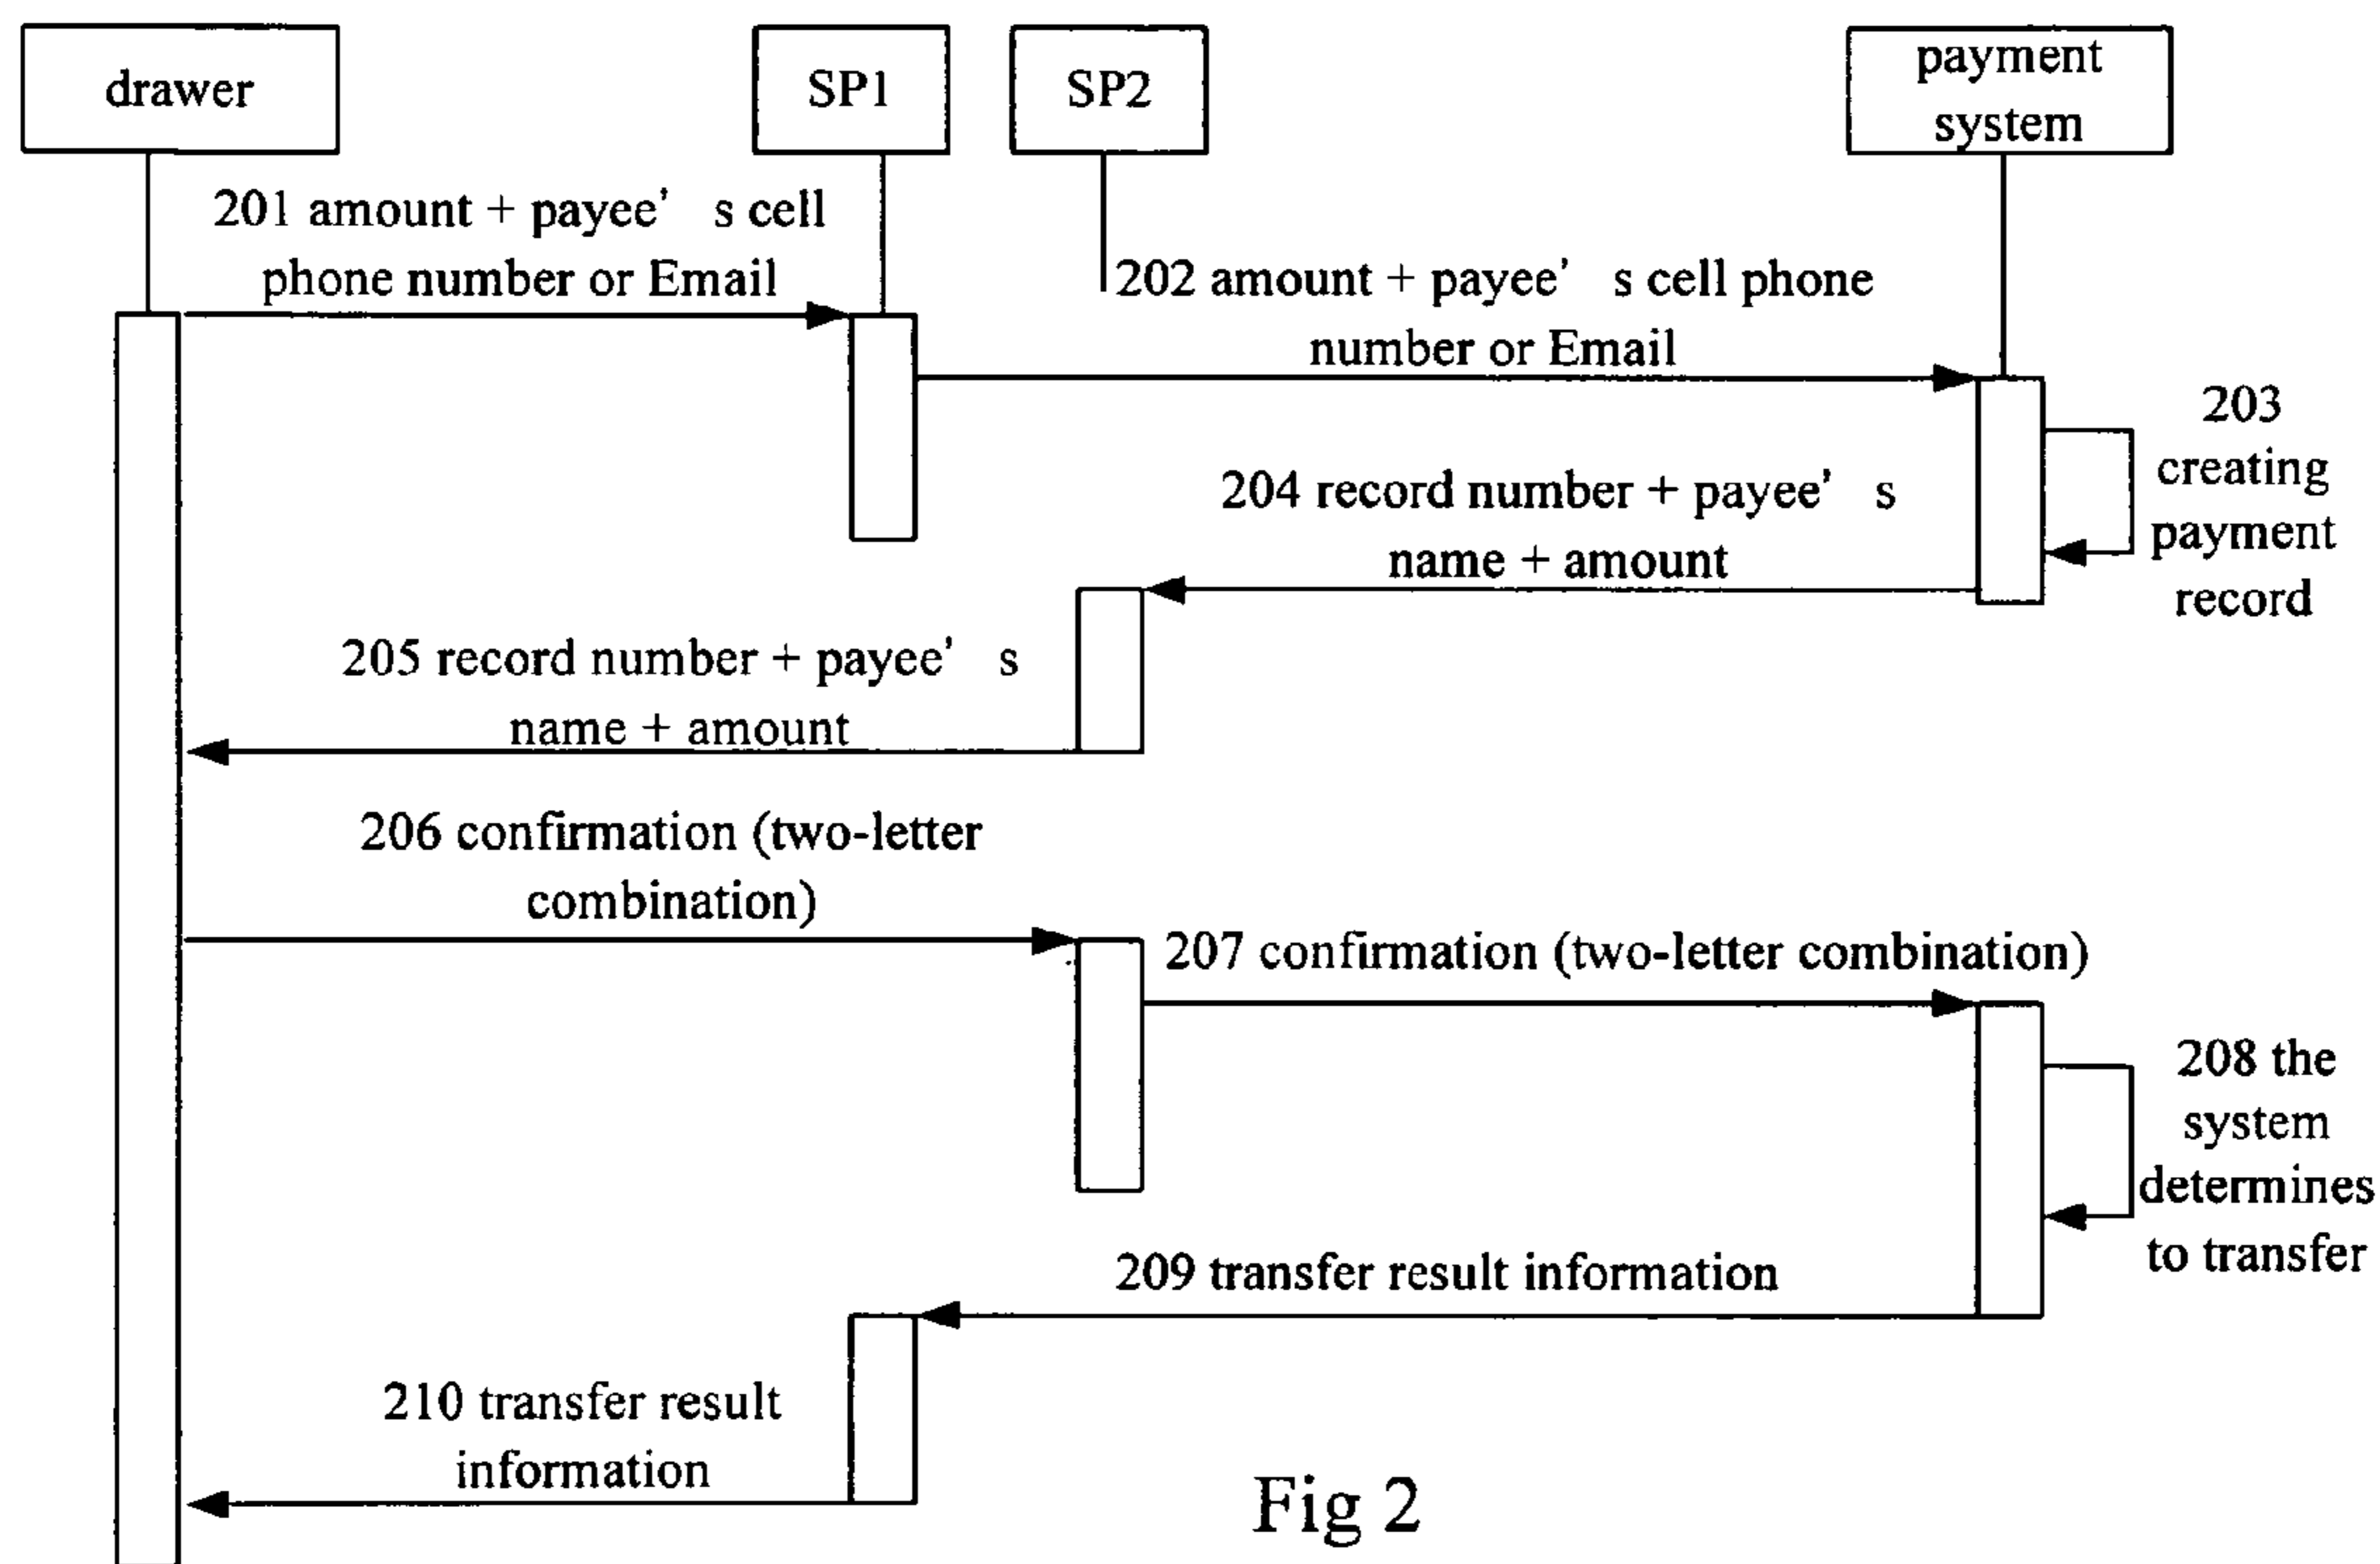 drawer
SP1
SP2
payment
system
201 amount + payee' s cell
phone number or Email
202 amount + payee' s cell phone
number or Email
203
creating
payment
record
204 record number + payee' s
name + amount
205 record number + payee' s
name + amount
206 confirmation (two-letter
combination)
207 confirmation (two-letter combination)
208 the
system
determines
to transfer
209 transfer result information
210 transfer result
information
Fig 2